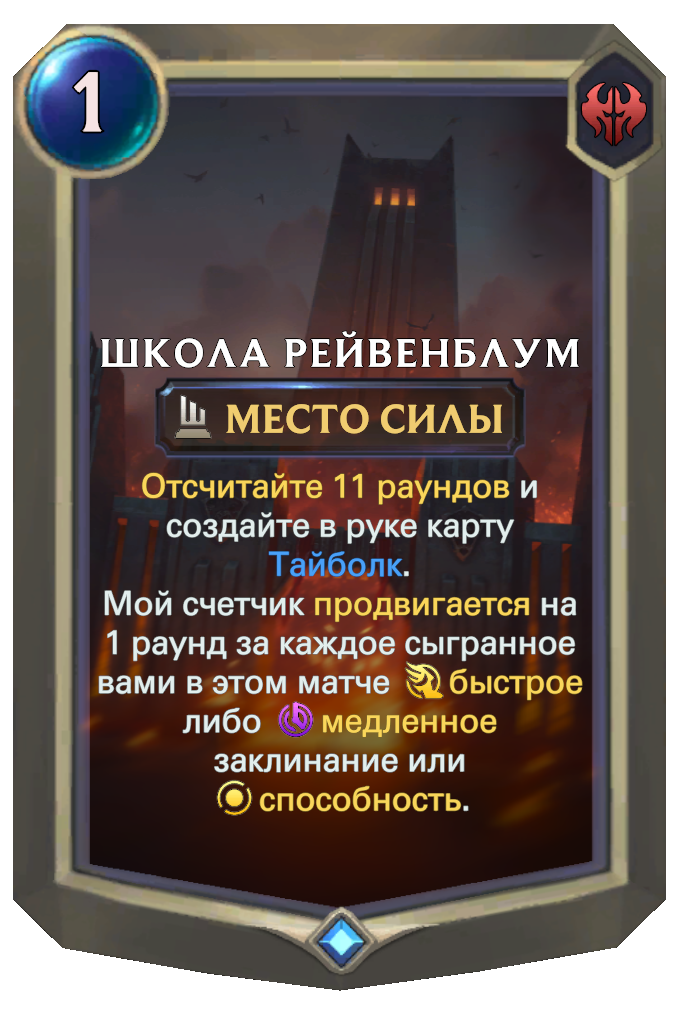 1
ШКОЛА РЕЙВЕНБЛУМ
МЕСТО СИЛЫ
Отсчитайте 11 раундов и
создайте в руке карту
Тайболк.
Мой счетчик продвигается на
1 раунд за каждое сыгранное
вами в этом матче быстрое
либо медленное
заклинание или
способность.